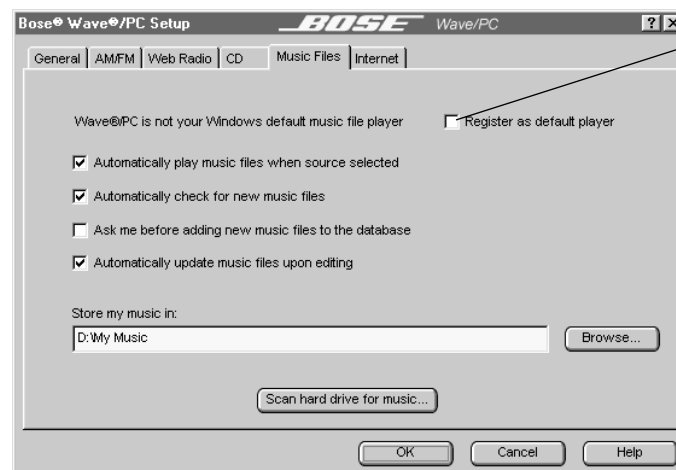 Bose® Wave®/PC Setup BOSE Wave/PC ? ×
General AM/FM Web Radio CD Music Files Internet
Wave®/PC is not your Windows default music file player Register as default player
Automatically play music files when source selected
Automatically check for new music files
Ask me before adding new music files to the database
Automatically update music files upon editing
Store my music in:
D:\My Music Browse...
Scan hard drive for music...
OK Cancel Help